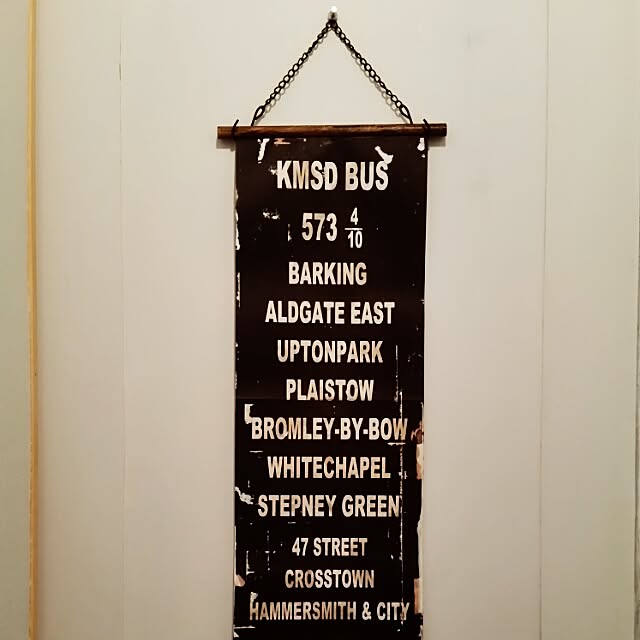 KMSD BUS
573 4/10
BARKING
ALDGATE EAST
UPTONPARK
PLAISTOW
BROMLEY-BY-BOW
WHITECHAPEL
STEPNEY GREEN
47 STREET
CROSSTOWN
HAMMERSMITH & CITY